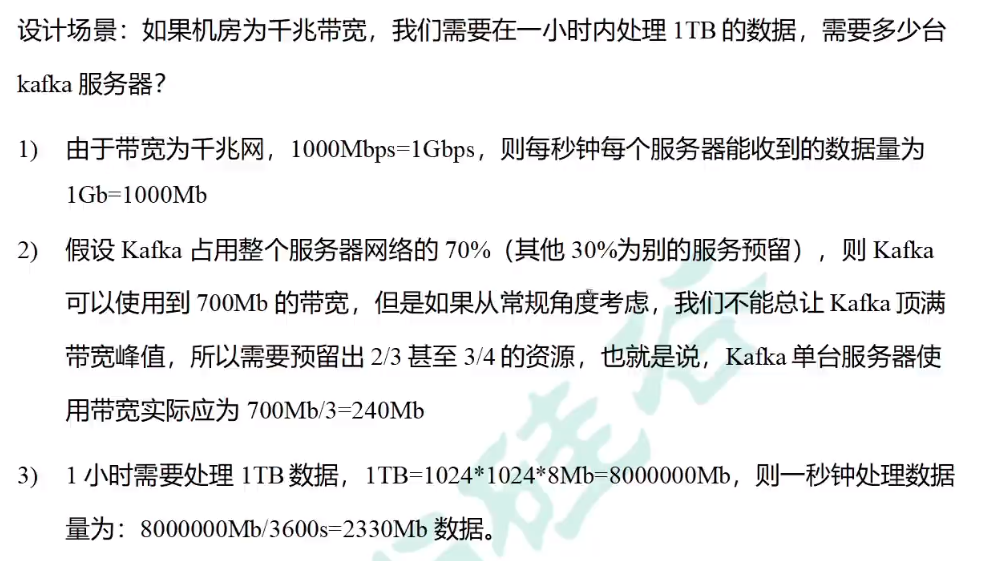 设计场景：如果机房为千兆带宽，我们需要在一小时内处理 1TB 的数据，需要多少台
kafka 服务器？
1) 由于带宽为千兆网，1000Mbps=1Gbps，则每秒钟每个服务器能收到的数据量为
1Gb=1000Mb
2) 假设 Kafka 占用整个服务器网络的 70%（其他 30%为别的服务预留），则 Kafka
可以使用到 700Mb 的带宽，但是如果从常规角度考虑，我们不能总让 Kafka 顶满
带宽峰值，所以需要预留出 2/3 甚至 3/4 的资源，也就是说，Kafka 单台服务器使
用带宽实际应为 700Mb/3=240Mb
3) 1 小时需要处理 1TB 数据，1TB=1024*1024*8Mb=8000000Mb，则一秒钟处理数据
量为：8000000Mb/3600s=2330Mb 数据。